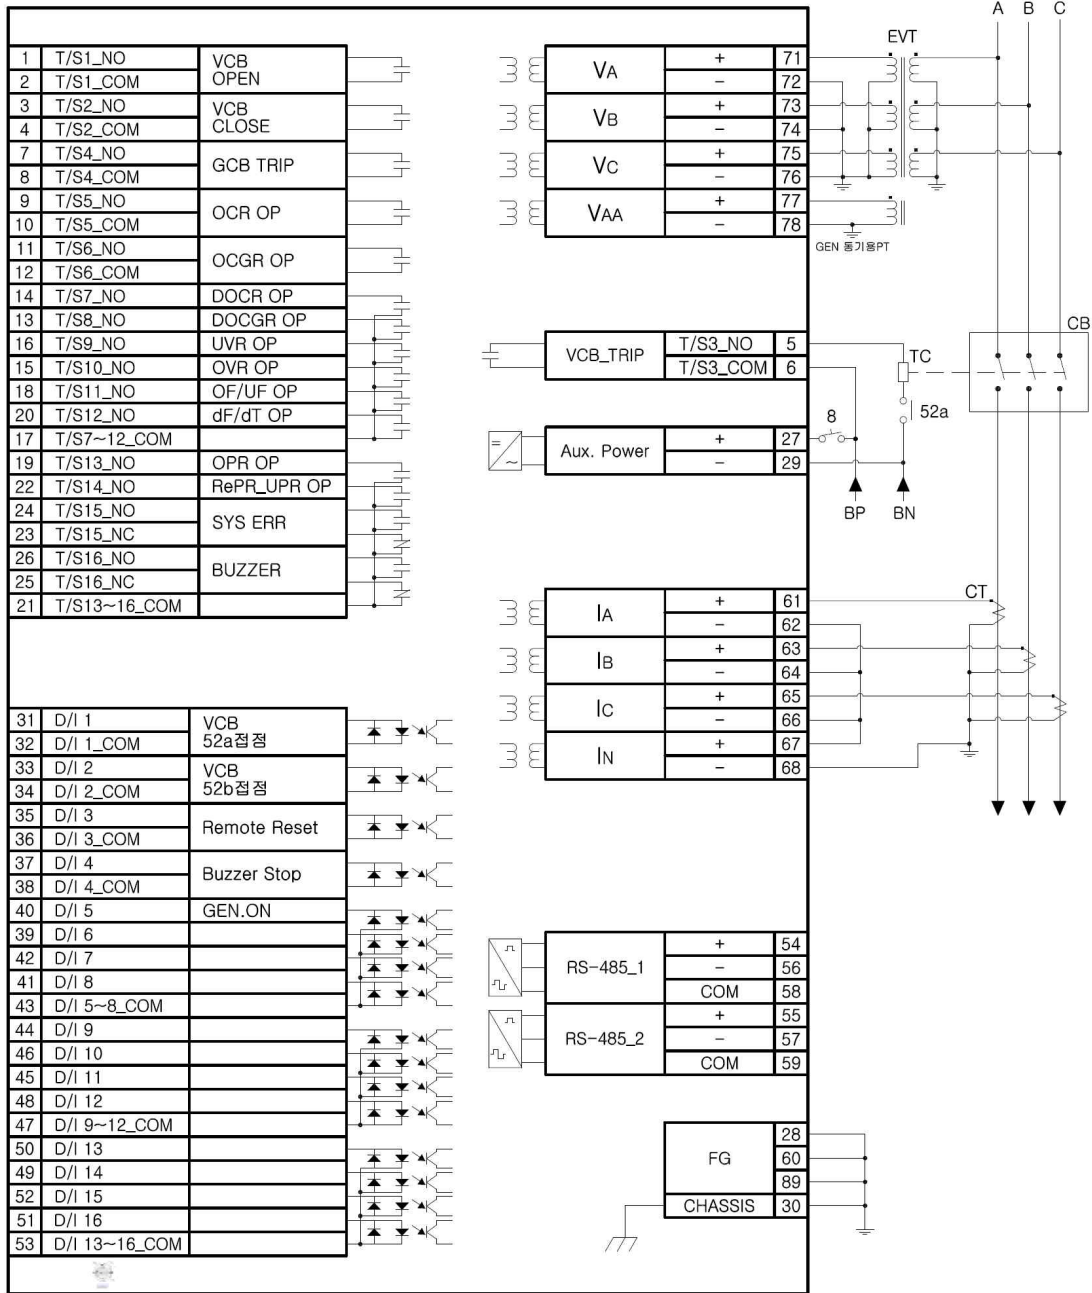 A B C
EVT
1 T/S1_NO VCB OPEN
2 T/S1_COM
3 T/S2_NO VCB CLOSE
4 T/S2_COM
7 T/S4_NO GCB TRIP
8 T/S4_COM
9 T/S5_NO OCR OP
10 T/S5_COM
11 T/S6_NO OCGR OP
12 T/S6_COM
14 T/S7_NO DOCR OP
13 T/S8_NO DOCGR OP
16 T/S9_NO UVR OP
15 T/S10_NO OVR OP
18 T/S11_NO OF/UF OP
20 T/S12_NO dF/dT OP
17 T/S7~12_COM
19 T/S13_NO OPR OP
22 T/S14_NO RePR_UPR OP
24 T/S15_NO SYS ERR
23 T/S15_NC
26 T/S16_NO BUZZER
25 T/S16_NC
21 T/S13~16_COM
31 D/I 1 VCB 52a접점
32 D/I 1_COM
33 D/I 2 VCB 52b접점
34 D/I 2_COM
35 D/I 3 Remote Reset
36 D/I 3_COM
37 D/I 4 Buzzer Stop
38 D/I 4_COM
40 D/I 5 GEN.ON
39 D/I 6
42 D/I 7
41 D/I 8
43 D/I 5~8_COM
44 D/I 9
46 D/I 10
45 D/I 11
48 D/I 12
47 D/I 9~12_COM
50 D/I 13
49 D/I 14
52 D/I 15
51 D/I 16
53 D/I 13~16_COM
VA + 71
− 72
VB + 73
− 74
VC + 75
− 76
VAA + 77
− 78
GEN 동기용PT
VCB_TRIP T/S3_NO 5
T/S3_COM 6
TC
CB
52a
8
Aux. Power + 27
− 29
BP BN
CT
IA + 61
− 62
IB + 63
− 64
IC + 65
− 66
IN + 67
− 68
RS-485_1 + 54
− 56
COM 58
RS-485_2 + 55
− 57
COM 59
FG 28
60
89
CHASSIS 30